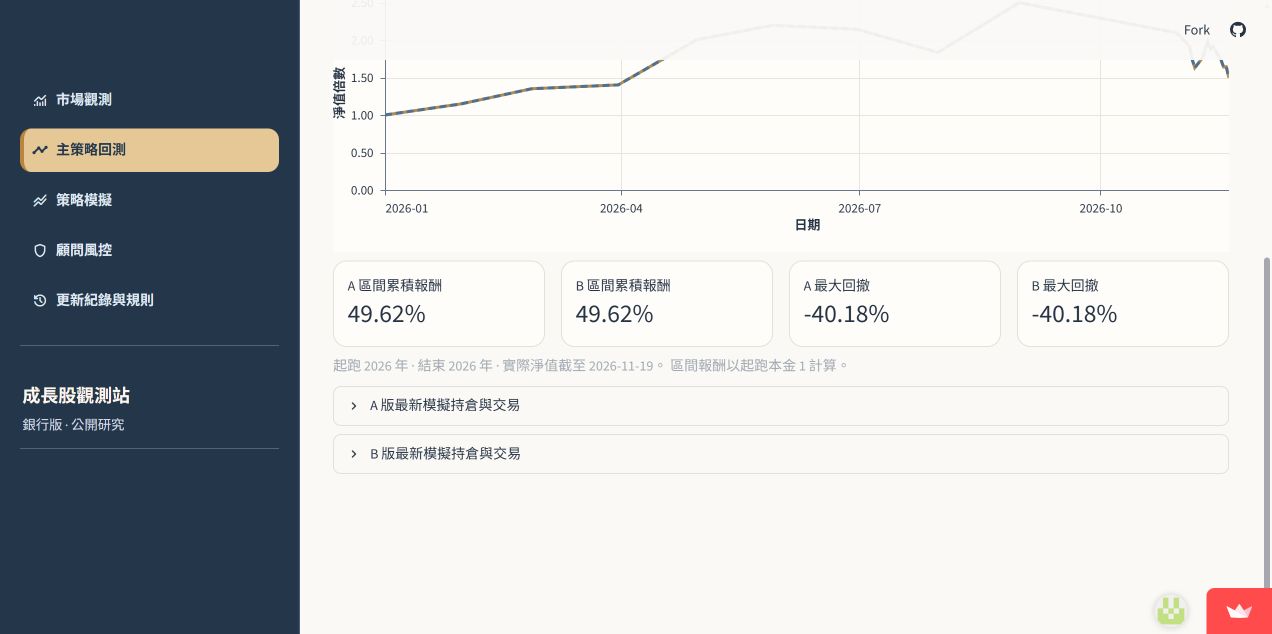 2.50
Fork
2.00
市場觀測
1.50
淨值倍數
1.00
主策略回測
0.50
0.00
策略模擬
2026-01
2026-04
2026-07
2026-10
日期
顧問風控
A 區間累積報酬
B 區間累積報酬
A 最大回撤
B 最大回撤
更新紀錄與規則
49.62%
49.62%
-40.18%
-40.18%
起跑 2026 年 · 結束 2026 年 · 實際淨值截至 2026-11-19。 區間報酬以起跑本金 1 計算。
成長股觀測站
A 版最新模擬持倉與交易
銀行版 · 公開研究
B 版最新模擬持倉與交易